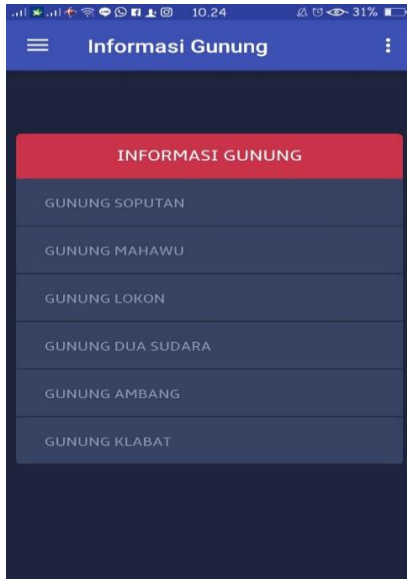 10.24 31%
Informasi Gunung
INFORMASI GUNUNG
GUNUNG SOPUTAN
GUNUNG MAHAWU
GUNUNG LOKON
GUNUNG DUA SUDARA
GUNUNG AMBANG
GUNUNG KLABAT